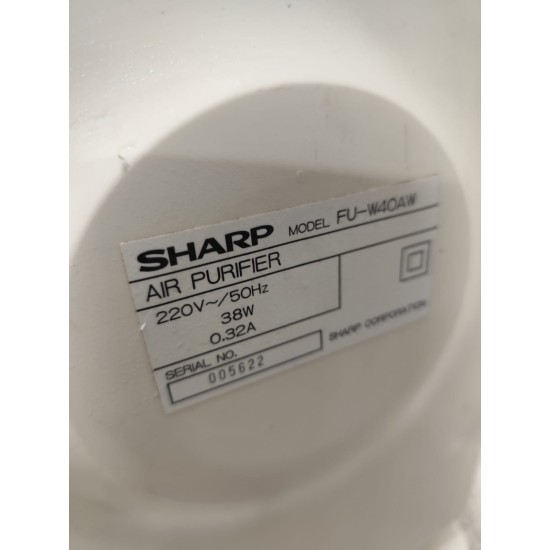 SHARP MODEL FU-W40AW
AIR PURIFIER
220V~/50Hz
38W
0.32A
SERIAL NO.
005622
SHARP CORPORATION